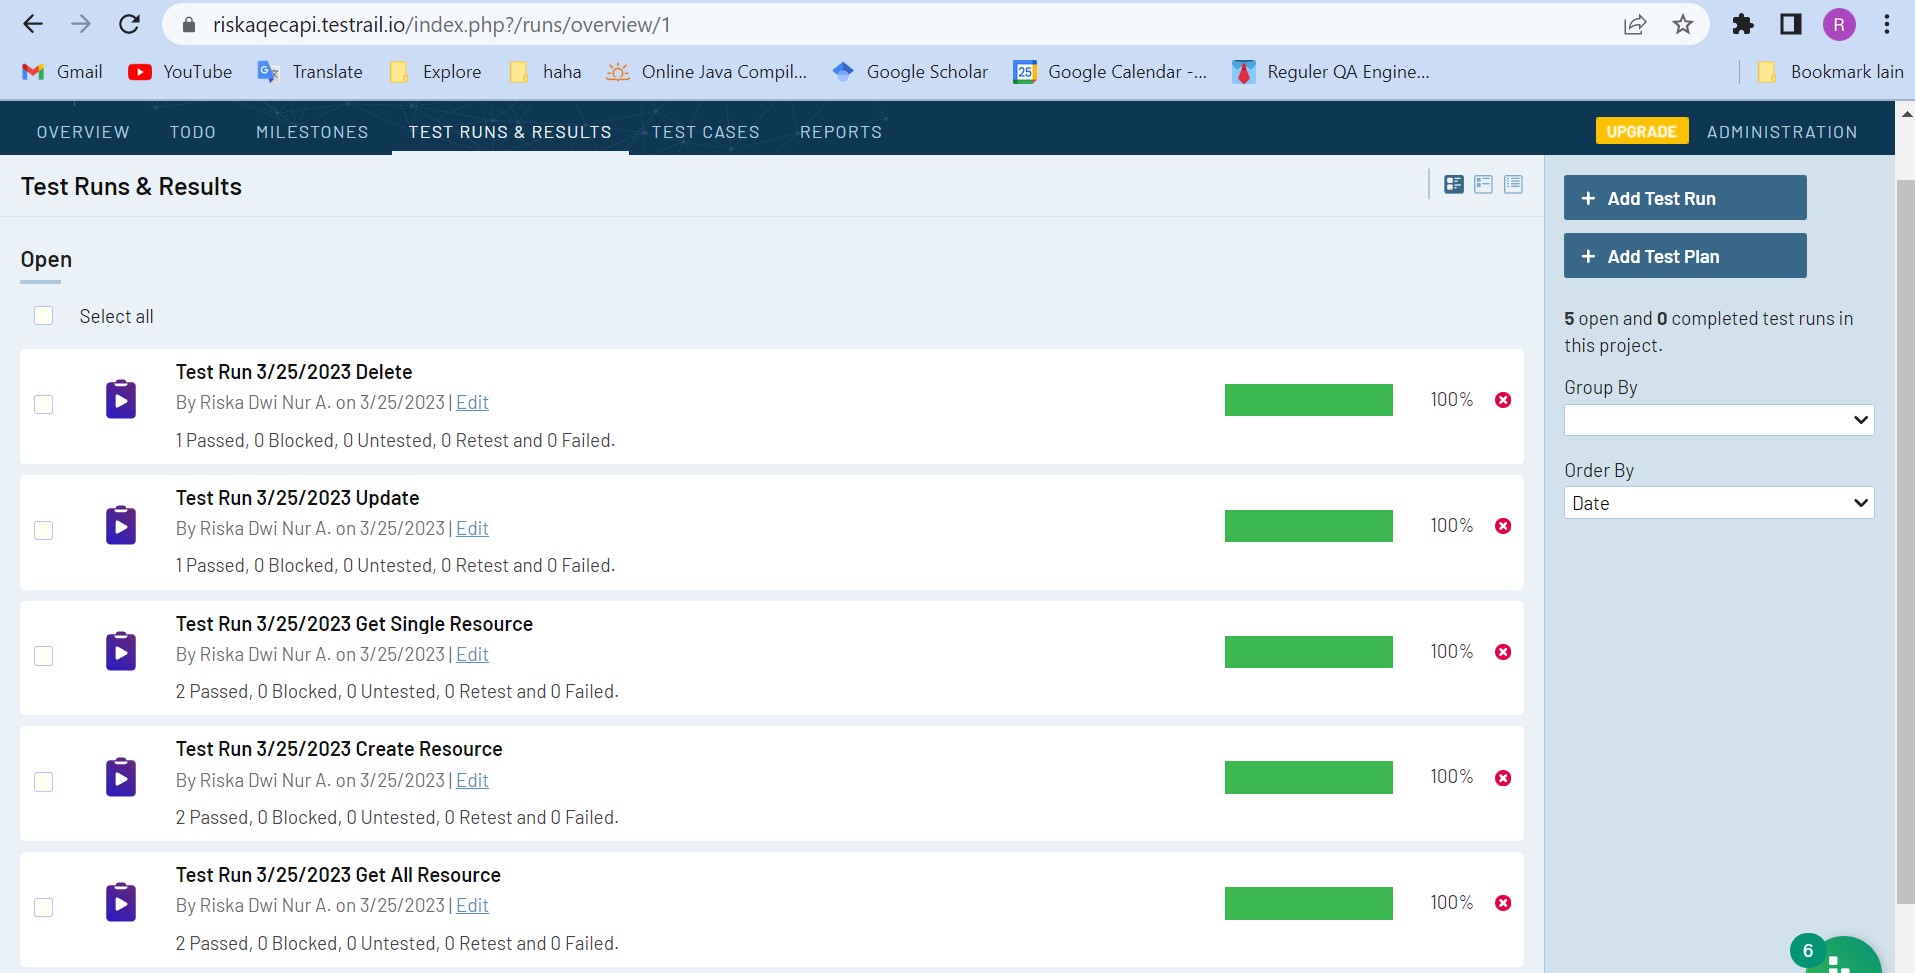 riskaqecapi.testrail.io/index.php?/runs/overview/1
R
Gmail YouTube Translate Explore haha Online Java Compil... Google Scholar 25 Google Calendar -... Reguler QA Engine... Bookmark lain
OVERVIEW TODO MILESTONES TEST RUNS & RESULTS TEST CASES REPORTS UPGRADE ADMINISTRATION
Test Runs & Results
Open
Select all
Test Run 3/25/2023 Delete
By Riska Dwi Nur A. on 3/25/2023 | Edit
1 Passed, 0 Blocked, 0 Untested, 0 Retest and 0 Failed.
100%
Test Run 3/25/2023 Update
By Riska Dwi Nur A. on 3/25/2023 | Edit
1 Passed, 0 Blocked, 0 Untested, 0 Retest and 0 Failed.
100%
Test Run 3/25/2023 Get Single Resource
By Riska Dwi Nur A. on 3/25/2023 | Edit
2 Passed, 0 Blocked, 0 Untested, 0 Retest and 0 Failed.
100%
Test Run 3/25/2023 Create Resource
By Riska Dwi Nur A. on 3/25/2023 | Edit
2 Passed, 0 Blocked, 0 Untested, 0 Retest and 0 Failed.
100%
Test Run 3/25/2023 Get All Resource
By Riska Dwi Nur A. on 3/25/2023 | Edit
2 Passed, 0 Blocked, 0 Untested, 0 Retest and 0 Failed.
100%
+ Add Test Run
+ Add Test Plan
5 open and 0 completed test runs in
this project.
Group By
Order By
Date
6